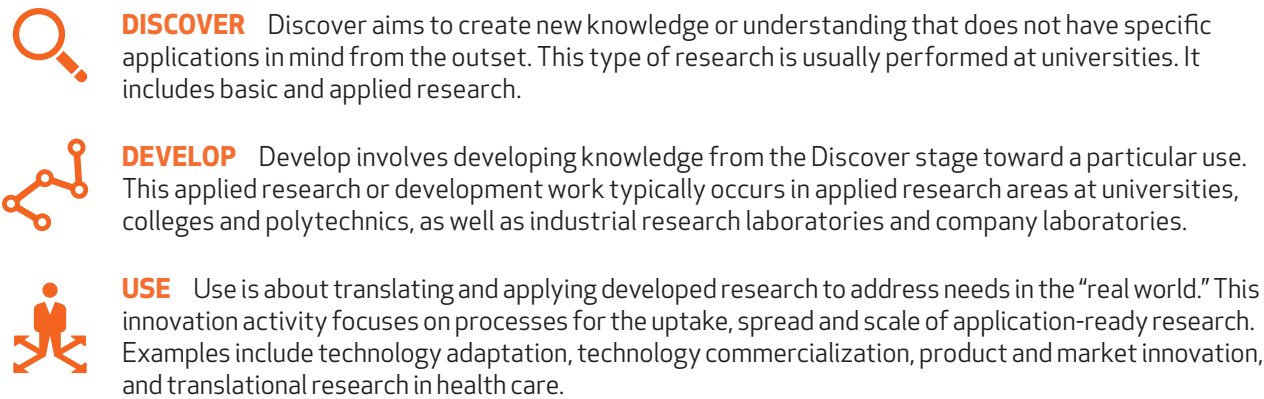 DISCOVER Discover aims to create new knowledge or understanding that does not have specific
applications in mind from the outset. This type of research is usually performed at universities. It
includes basic and applied research.
DEVELOP Develop involves developing knowledge from the Discover stage toward a particular use.
This applied research or development work typically occurs in applied research areas at universities,
colleges and polytechnics, as well as industrial research laboratories and company laboratories.
USE Use is about translating and applying developed research to address needs in the “real world.” This
innovation activity focuses on processes for the uptake, spread and scale of application-ready research.
Examples include technology adaptation, technology commercialization, product and market innovation,
and translational research in health care.